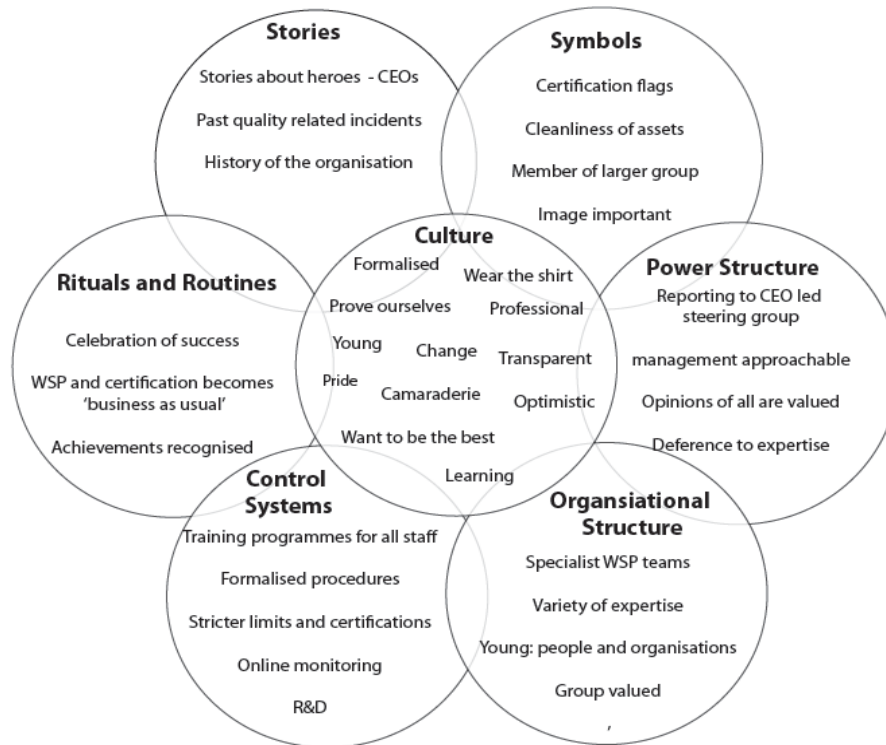 Stories
Stories about heroes - CEOs
Past quality related incidents
History of the organisation
Symbols
Certification flags
Cleanliness of assets
Member of larger group
Image important
Rituals and Routines
Celebration of success
WSP and certification becomes
'business as usual'
Achievements recognised
Culture
Formalised
Wear the shirt
Prove ourselves
Professional
Young
Change
Transparent
Pride
Camaraderie
Optimistic
Want to be the best
Learning
Power Structure
Reporting to CEO led
steering group
management approachable
Opinions of all are valued
Deference to expertise
Control
Systems
Training programmes for all staff
Formalised procedures
Stricter limits and certifications
Online monitoring
R&D
Organsiational
Structure
Specialist WSP teams
Variety of expertise
Young: people and organisations
Group valued
,